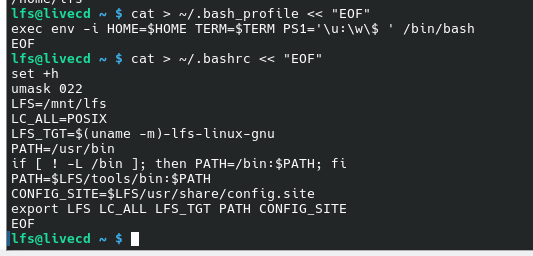 /home/lfs
lfs@livecd ~ $ cat > ~/.bash_profile << "EOF"
exec env -i HOME=$HOME TERM=$TERM PS1='\u:\w\$ ' /bin/bash
EOF
lfs@livecd ~ $ cat > ~/.bashrc << "EOF"
set +h
umask 022
LFS=/mnt/lfs
LC_ALL=POSIX
LFS_TGT=$(uname -m)-lfs-linux-gnu
PATH=/usr/bin
if [ ! -L /bin ]; then PATH=/bin:$PATH; fi
PATH=$LFS/tools/bin:$PATH
CONFIG_SITE=$LFS/usr/share/config.site
export LFS LC_ALL LFS_TGT PATH CONFIG_SITE
EOF
lfs@livecd ~ $